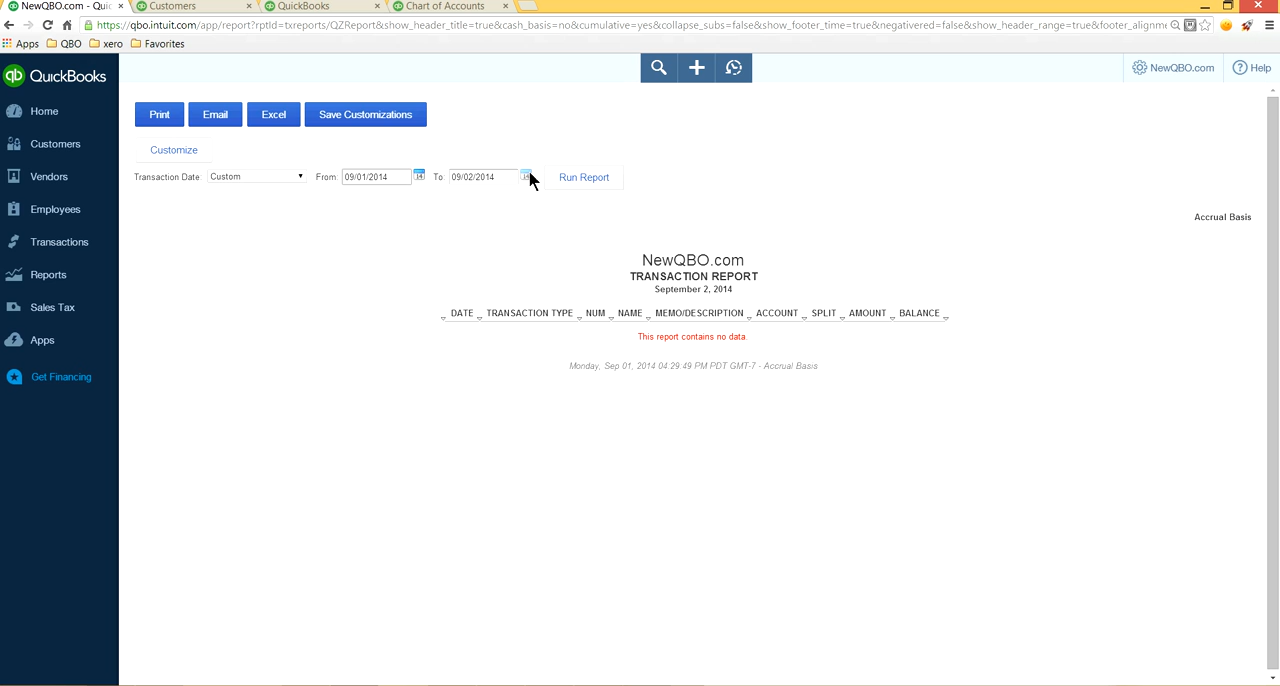 NewQBO.com - Quic
Customers
QuickBooks
Chart of Accounts
https://qbo.intuit.com/app/report?rptId=txreports/QZReport&show_header_title=true&cash_basis=no&cumulative=yes&collapse_subs=false&show_footer_time=true&negativered=false&show_header_range=true&footer_alignme
Apps QBO xero Favorites
qb QuickBooks
NewQBO.com
? Help
Home
Customers
Vendors
Employees
Transactions
Reports
Sales Tax
Apps
Get Financing
Print Email Excel Save Customizations
Customize
Transaction Date: Custom From: 09/01/2014 To: 09/02/2014 Run Report
Accrual Basis
NewQBO.com
TRANSACTION REPORT
September 2, 2014
DATE TRANSACTION TYPE NUM NAME MEMO/DESCRIPTION ACCOUNT SPLIT AMOUNT BALANCE
This report contains no data.
Monday, Sep 01, 2014 04:29:49 PM PDT GMT-7 - Accrual Basis